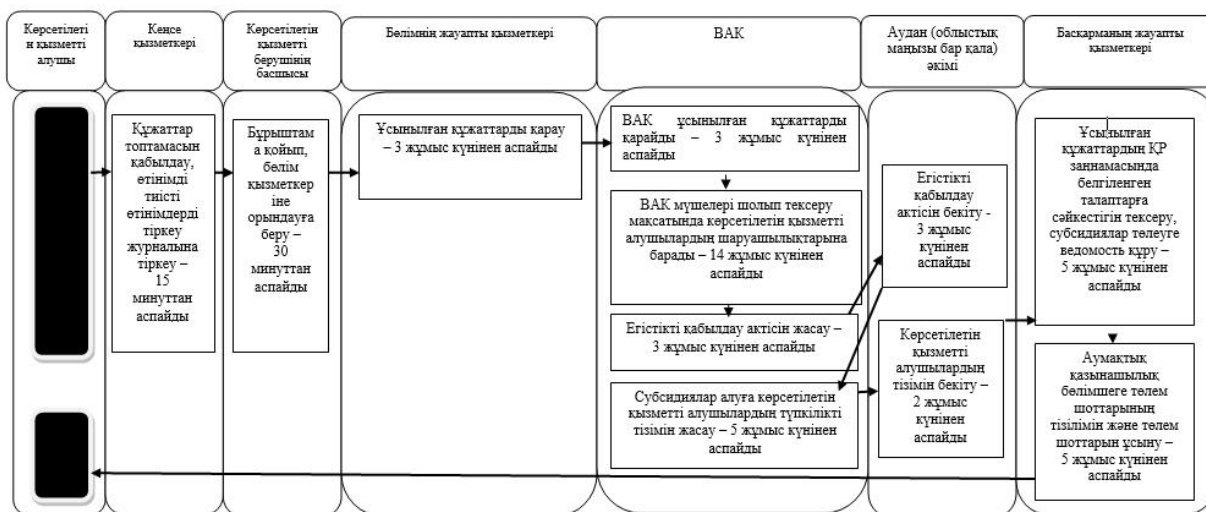 Көрсетілеті
н қызметті
алушы
Кеңсе
қызметкері
Көрсетілетін
қызметті
берушінің
басшысы
Бөлімнің жауапты қызметкері
ВАК
Аудан (облыстық
маңызы бар қала)
әкімі
Басқарманың жауапты
қызметкері
Құжаттар
топтамасын
қабылдау,
өтінімді
тиісті
өтінімдерді
тіркеу
журналына
тіркеу –
15
минуттан
аспайды
Бұрыштам
а қойып,
бөлім
қызметкер
іне
орындауға
беру –
30
минуттан
аспайды
Ұсынылған құжаттарды қарау
– 3 жұмыс күнінен аспайды
ВАК ұсынылған құжаттарды
қарайды – 3 жұмыс күнінен
аспайды
ВАК мүшелері шолып тексеру
мақсатында көрсетілетін қызметті
алушылардың шаруашылықтарына
барады – 14 жұмыс күнінен
аспайды
Егістікті қабылдау актісін жасау –
3 жұмыс күнінен аспайды
Субсидиялар алуға көрсетілетін
қызметті алушылардың түпкілікті
тізімін жасау – 5 жұмыс күнінен
аспайды
Егістікті
қабылдау
актісін бекіту -
3 жұмыс
күнінен
аспайды
Көрсетілетін
қызметті
алушылардың
тізімін бекіту –
2 жұмыс
күнінен
аспайды
Ұсынылған
құжаттардың ҚР
заңнамасында
белгіленген
талаптарға
сәйкестігін тексеру,
субсидиялар төлеуге
ведомость құру –
5 жұмыс күнінен
аспайды
Аумақтық
қазынашылық
бөлімшеге төлем
шоттарының
тізілімін және төлем
шоттарын ұсыну –
5 жұмыс күнінен
аспайды